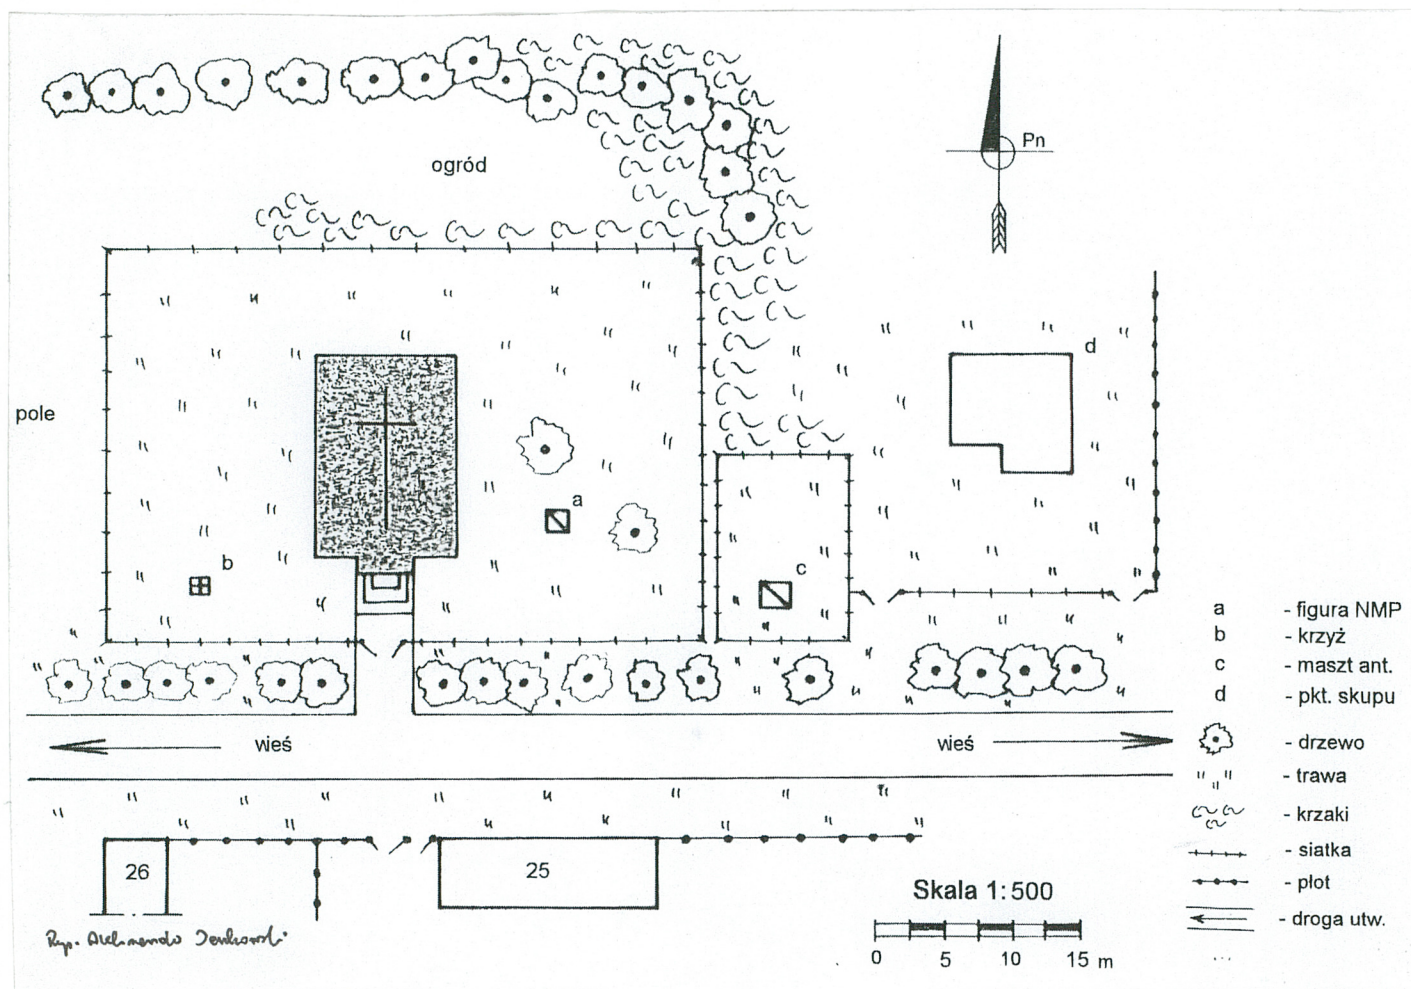 Pn
ogród
d
pole
a
b
c
a - figura NMP
b - krzyż
c - maszt ant.
d - pkt. skupu
- drzewo
- trawa
- krzaki
- siatka
- płot
- droga utw.
wieś
wieś
26
25
Skala 1:500
0 5 10 15 m
Rys.